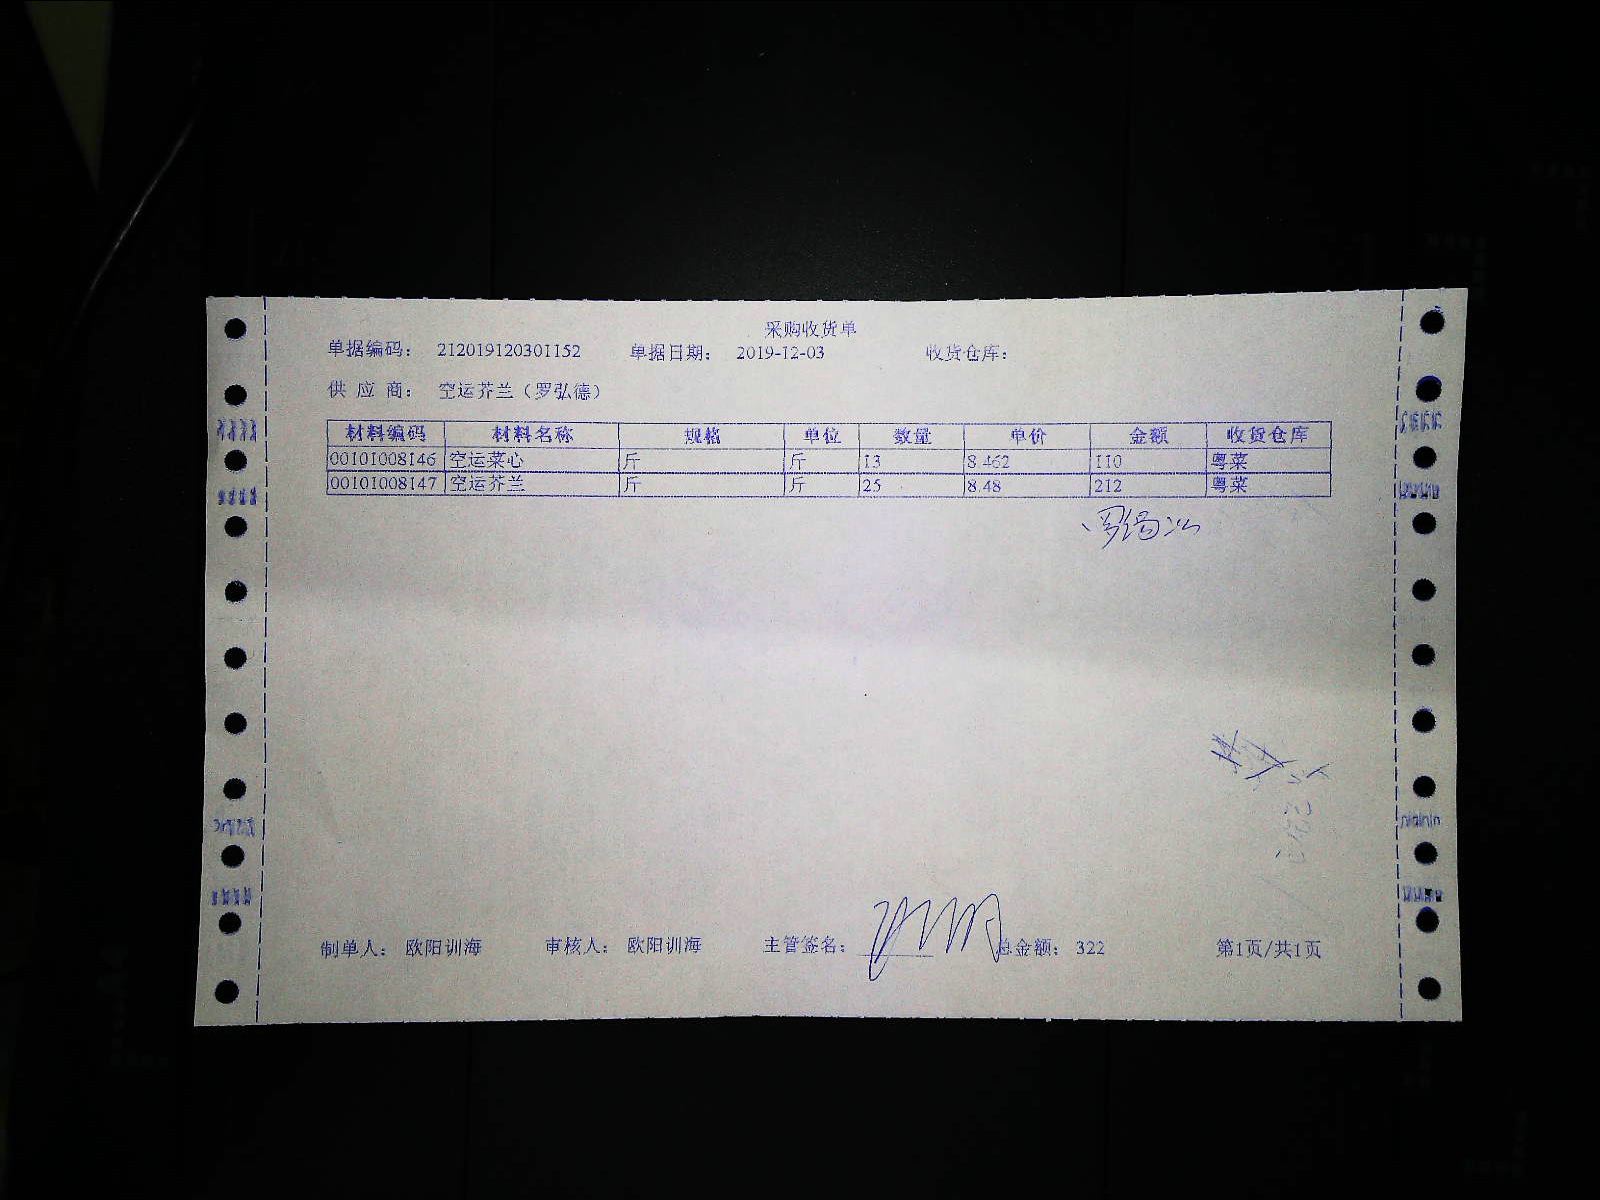 采购收货单
单据编码: 212019120301152 单据日期: 2019-12-03 收货仓库:
供 应 商: 空运芥兰（罗弘德）
材料编码 材料名称 规格 单位 数量 单价 金额 收货仓库
00101008146 空运菜心 斤 斤 13 8.462 110 粤菜
00101008147 空运芥兰 斤 斤 25 8.48 212 粤菜
制单人: 欧阳训海 审核人: 欧阳训海 主管签名: 总金额: 322 第1页/共1页